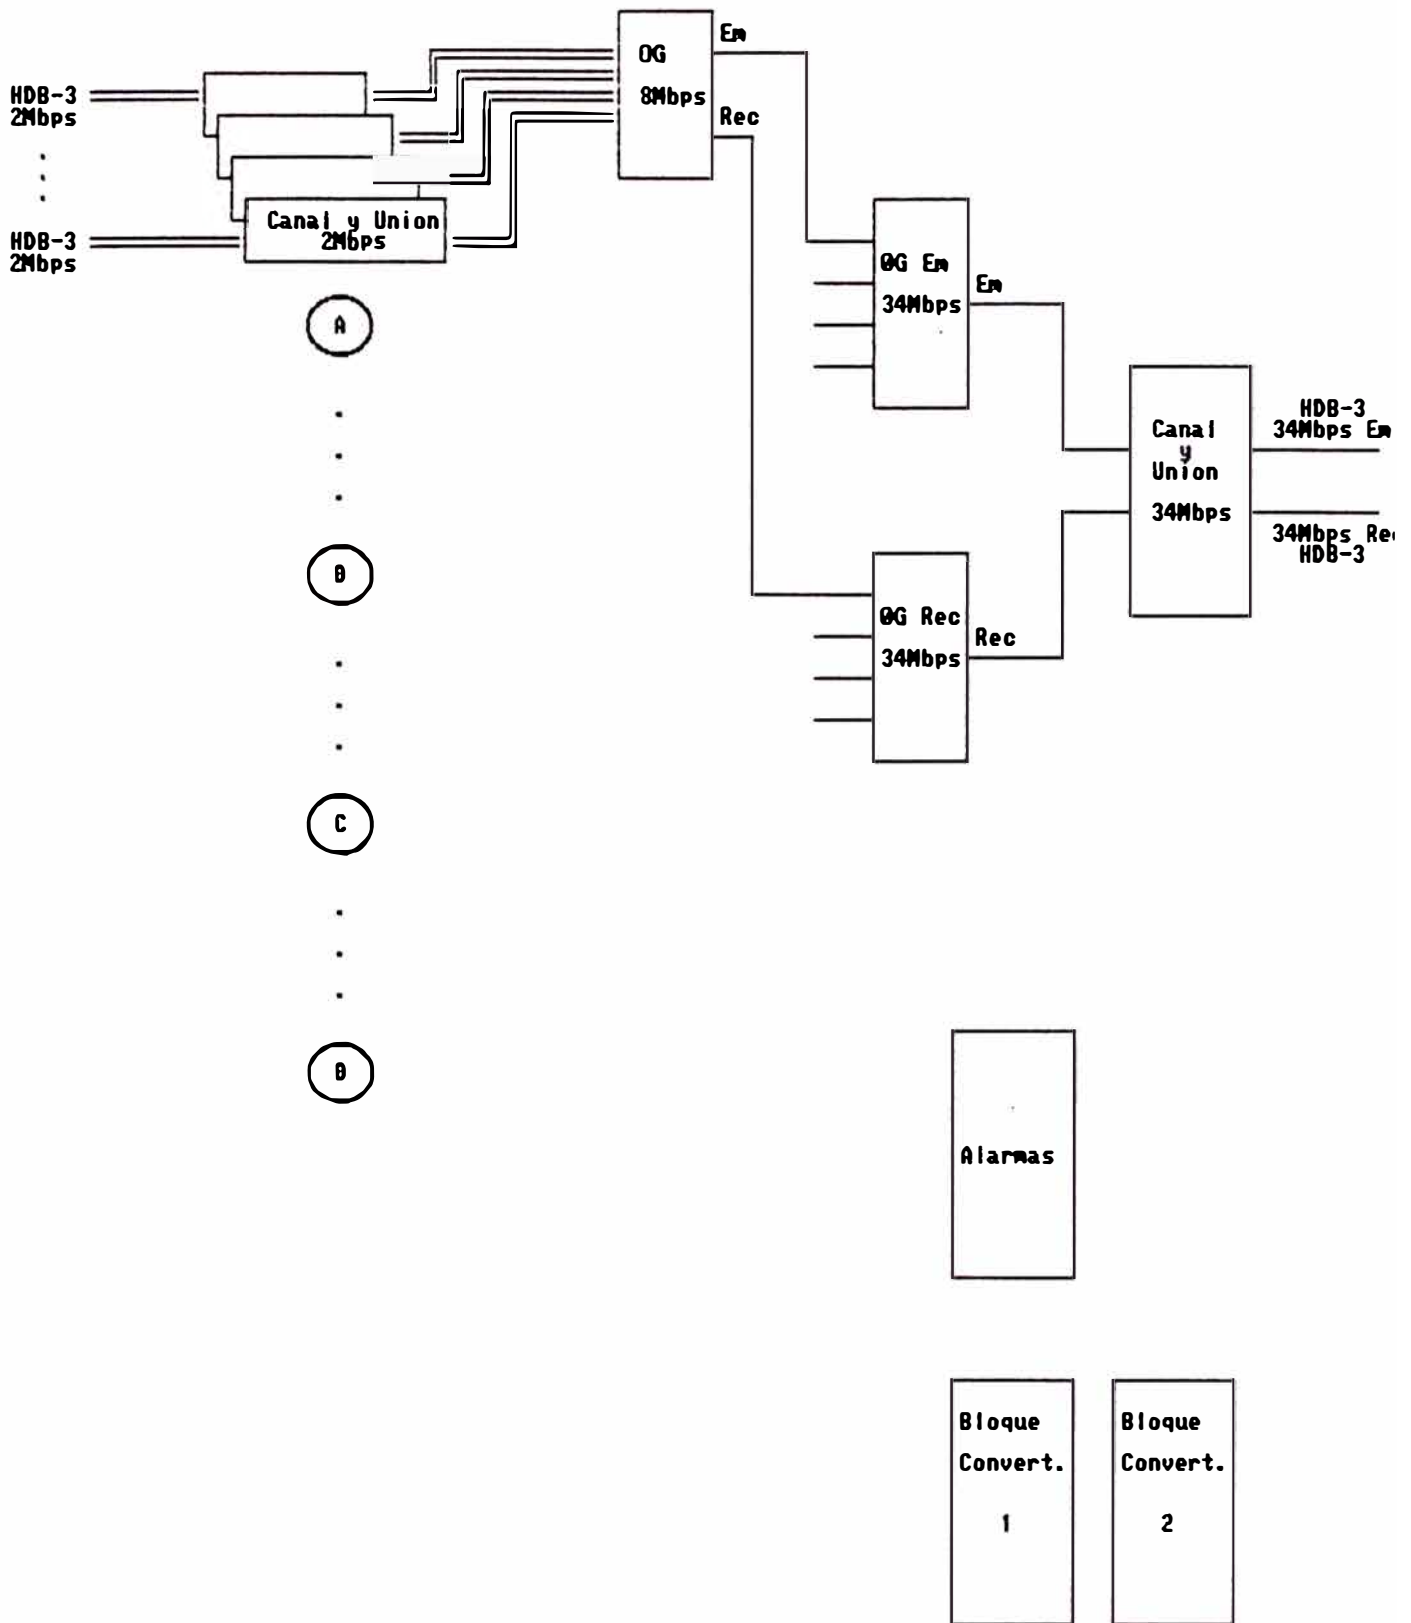 Em
OG
8Mbps
Rec
HDB-3
2Mbps
HDB-3
2Mbps
Canal y Union
2Mbps
A
OG Em
34Mbps
Em
Canal
y
Union
34Mbps
HDB-3
34Mbps Em
34Mbps Rec
HDB-3
OG Rec
34Mbps
Rec
C
Alarmas
Bloque
Convert.
1
Bloque
Convert.
2